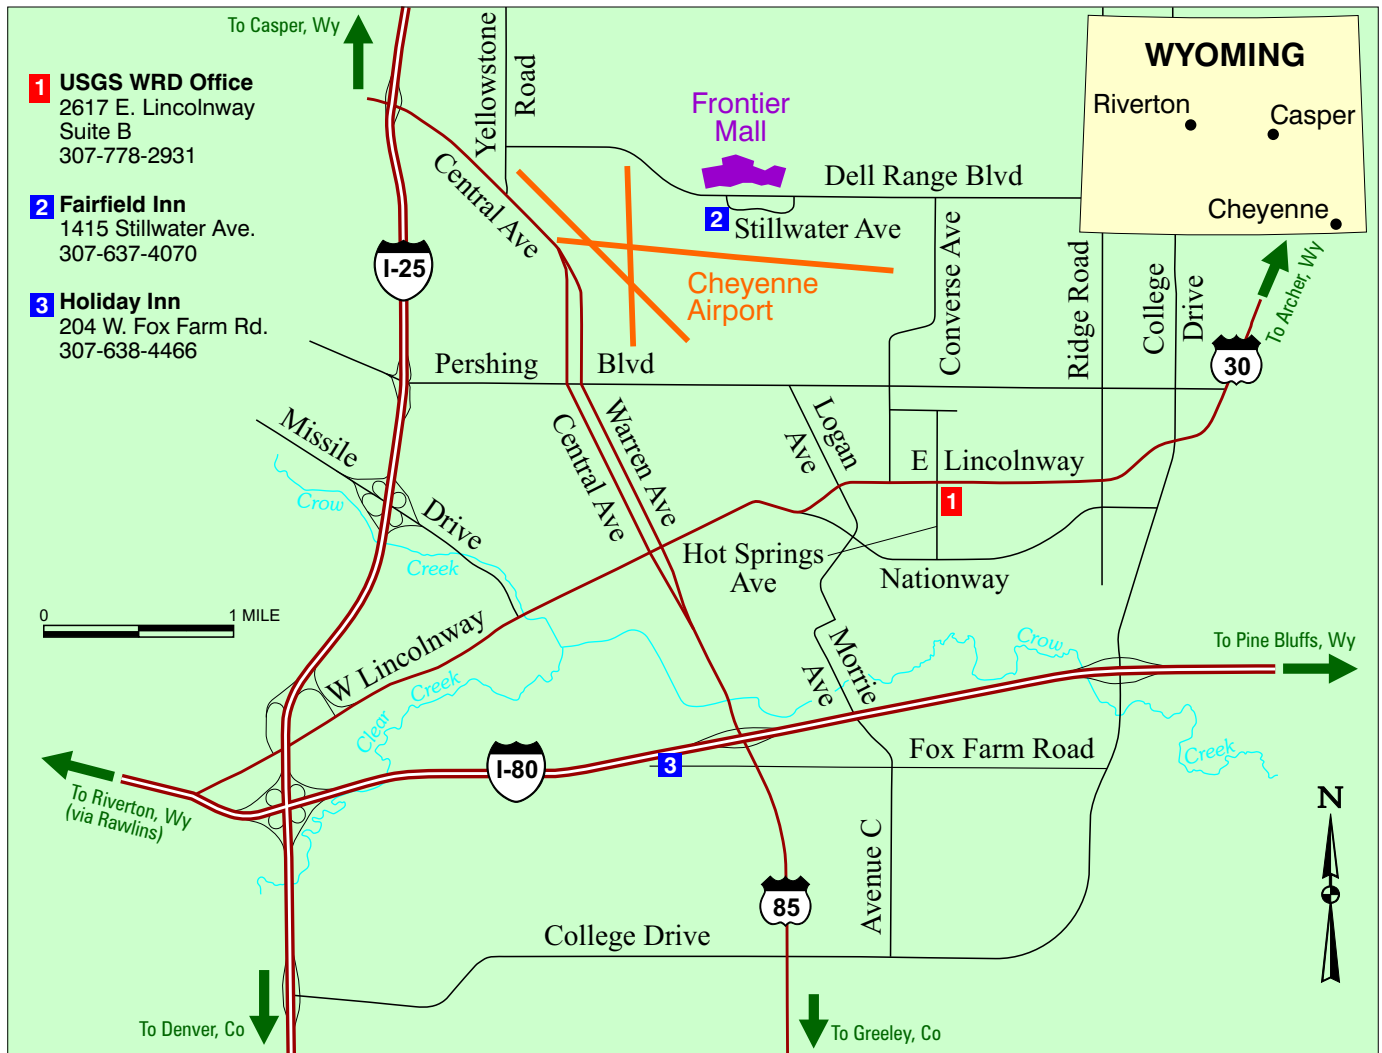 To Casper, Wy
1 USGS WRD Office
2617 E. Lincolnway
Suite B
307-778-2931
2 Fairfield Inn
1415 Stillwater Ave.
307-637-4070
3 Holiday Inn
204 W. Fox Farm Rd.
307-638-4466
Yellowstone
Road
Frontier
Mall
WYOMING
Riverton
Casper
Cheyenne
Central Ave
Dell Range Blvd
2
Stillwater Ave
I-25
Cheyenne
Airport
Converse Ave
Ridge Road
College
Drive
To Archer, Wy
30
Pershing
Blvd
Missile
Drive
Central Ave
Warren Ave
Logan
Ave
E Lincolnway
1
Crow
Creek
Hot Springs
Ave
Nationway
0
1 MILE
W Lincolnway
Morrie
Ave
Crow
Creek
To Pine Bluffs, Wy
Clear
Creek
I-80
3
Fox Farm Road
To Riverton, Wy
(via Rawlins)
N
Avenue C
85
College Drive
To Denver, Co
To Greeley, Co